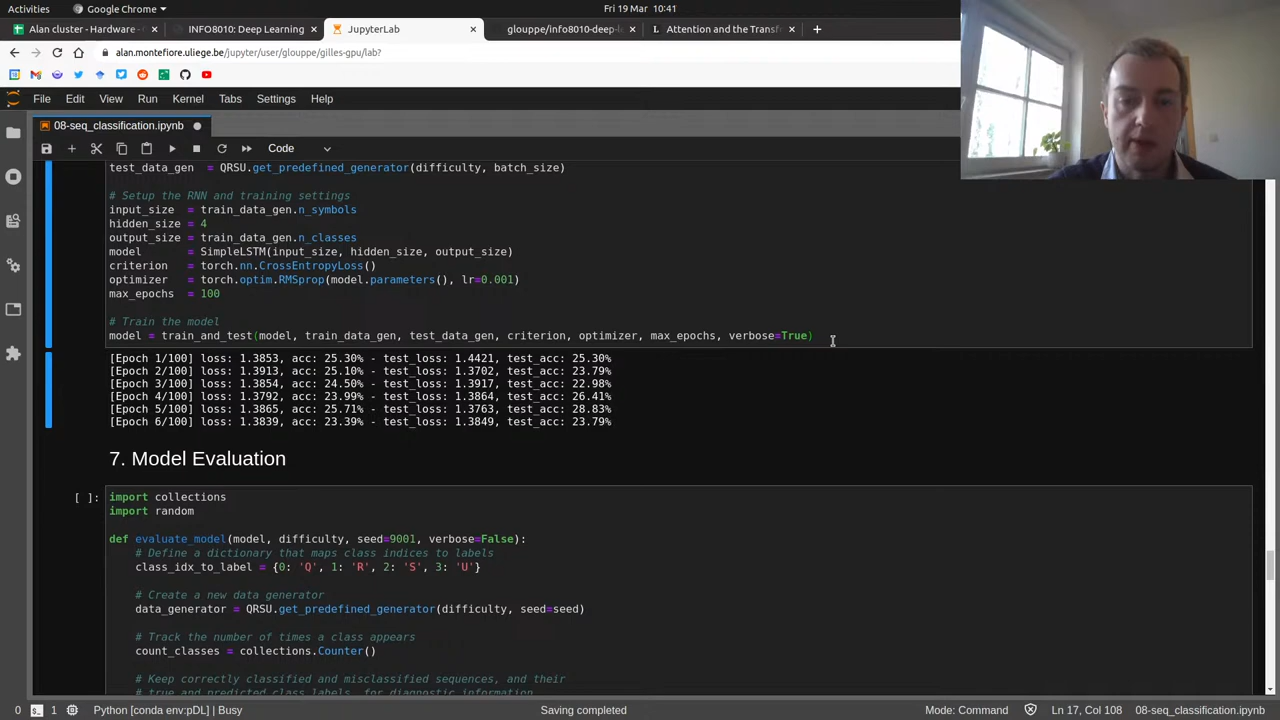 Activities
Google Chrome
Fri 19 Mar 10:41
Alan cluster - Hardware -
INFO8010: Deep Learning
JupyterLab
glouppe/info8010-deep-l
Attention and the Transf
alan.montefiore.uliege.be/jupyter/user/glouppe/gilles-gpu/lab?
File Edit View Run Kernel Tabs Settings Help
08-seq_classification.ipynb
Code
test_data_gen = QRSU.get_predefined_generator(difficulty, batch_size)
# Setup the RNN and training settings
input_size = train_data_gen.n_symbols
hidden_size = 4
output_size = train_data_gen.n_classes
model = SimpleLSTM(input_size, hidden_size, output_size)
criterion = torch.nn.CrossEntropyLoss()
optimizer = torch.optim.RMSprop(model.parameters(), lr=0.001)
max_epochs = 100
# Train the model
model = train_and_test(model, train_data_gen, test_data_gen, criterion, optimizer, max_epochs, verbose=True)
[Epoch 1/100] loss: 1.3853, acc: 25.30% - test_loss: 1.4421, test_acc: 25.30%
[Epoch 2/100] loss: 1.3913, acc: 25.10% - test_loss: 1.3702, test_acc: 23.79%
[Epoch 3/100] loss: 1.3854, acc: 24.50% - test_loss: 1.3917, test_acc: 22.98%
[Epoch 4/100] loss: 1.3792, acc: 23.99% - test_loss: 1.3864, test_acc: 26.41%
[Epoch 5/100] loss: 1.3865, acc: 25.71% - test_loss: 1.3763, test_acc: 28.83%
[Epoch 6/100] loss: 1.3839, acc: 23.39% - test_loss: 1.3849, test_acc: 23.79%
7. Model Evaluation
[ ]: import collections
import random
def evaluate_model(model, difficulty, seed=9001, verbose=False):
# Define a dictionary that maps class indices to labels
class_idx_to_label = {0: 'Q', 1: 'R', 2: 'S', 3: 'U'}
# Create a new data generator
data_generator = QRSU.get_predefined_generator(difficulty, seed=seed)
# Track the number of times a class appears
count_classes = collections.Counter()
# Keep correctly classified and misclassified sequences, and their
# true and predicted class labels, for diagnostic information
0 1 Python [conda env:pDL] | Busy
Saving completed
Mode: Command
Ln 17, Col 108
08-seq_classification.ipynb